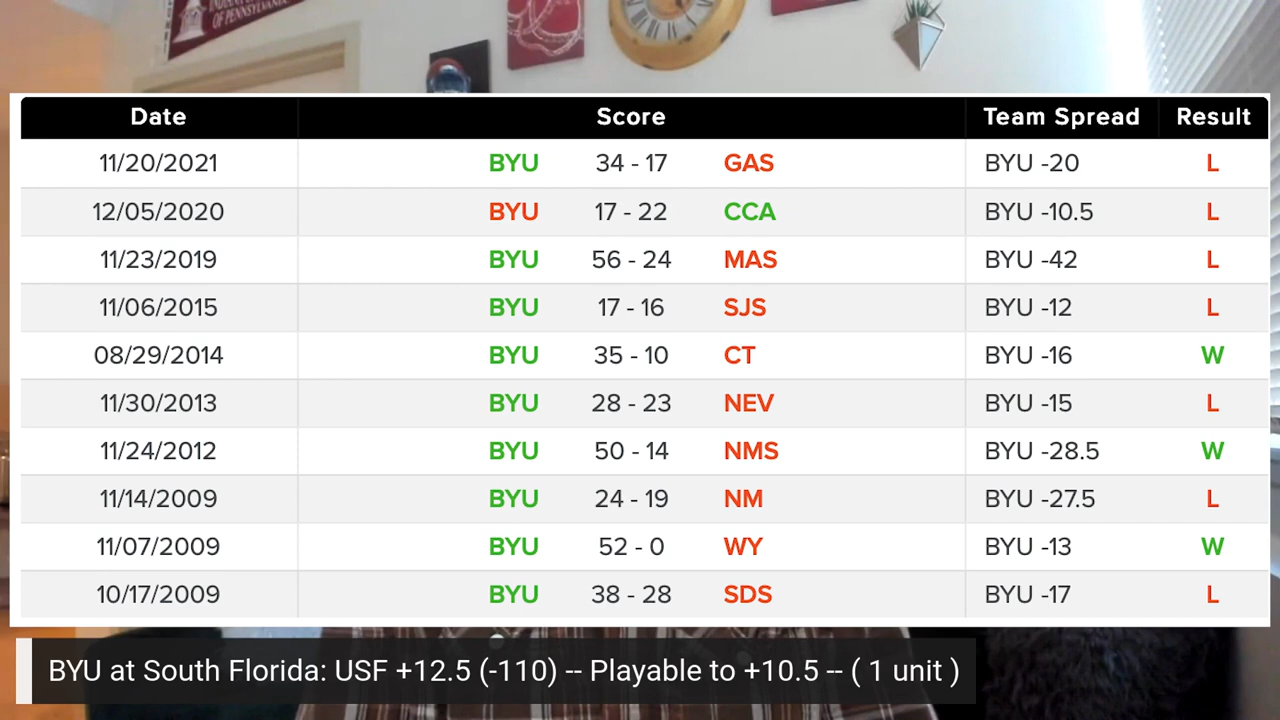 OF PENNSYLVANIA
Date Score Team Spread Result
11/20/2021 BYU 34 - 17 GAS BYU -20 L
12/05/2020 BYU 17 - 22 CCA BYU -10.5 L
11/23/2019 BYU 56 - 24 MAS BYU -42 L
11/06/2015 BYU 17 - 16 SJS BYU -12 L
08/29/2014 BYU 35 - 10 CT BYU -16 W
11/30/2013 BYU 28 - 23 NEV BYU -15 L
11/24/2012 BYU 50 - 14 NMS BYU -28.5 W
11/14/2009 BYU 24 - 19 NM BYU -27.5 L
11/07/2009 BYU 52 - 0 WY BYU -13 W
10/17/2009 BYU 38 - 28 SDS BYU -17 L
BYU at South Florida: USF +12.5 (-110) -- Playable to +10.5 -- ( 1 unit )